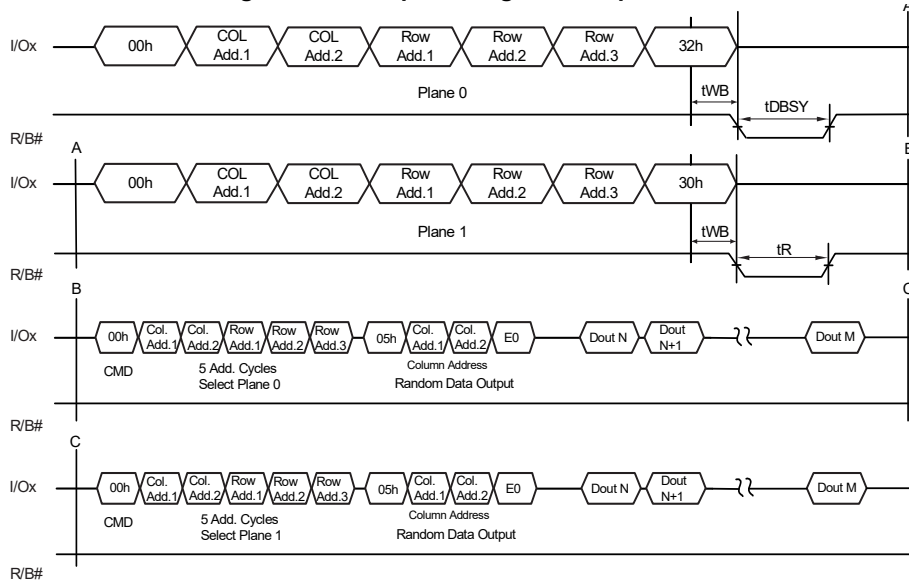 I/Ox 00h COL Add.1 COL Add.2 Row Add.1 Row Add.2 Row Add.3 32h
Plane 0 tWB tDBSY
R/B#
A B
I/Ox 00h COL Add.1 COL Add.2 Row Add.1 Row Add.2 Row Add.3 30h
Plane 1 tWB tR
R/B#
B C
I/Ox 00h Col. Add.1 Col. Add.2 Row Add.1 Row Add.2 Row Add.3 05h Col. Add.1 Col. Add.2 E0 Dout N Dout N+1 Dout M
CMD 5 Add. Cycles Select Plane 0 Column Address Random Data Output
R/B#
C
I/Ox 00h Col. Add.1 Col. Add.2 Row Add.1 Row Add.2 Row Add.3 05h Col. Add.1 Col. Add.2 E0 Dout N Dout N+1 Dout M
CMD 5 Add. Cycles Select Plane 1 Column Address Random Data Output
R/B#